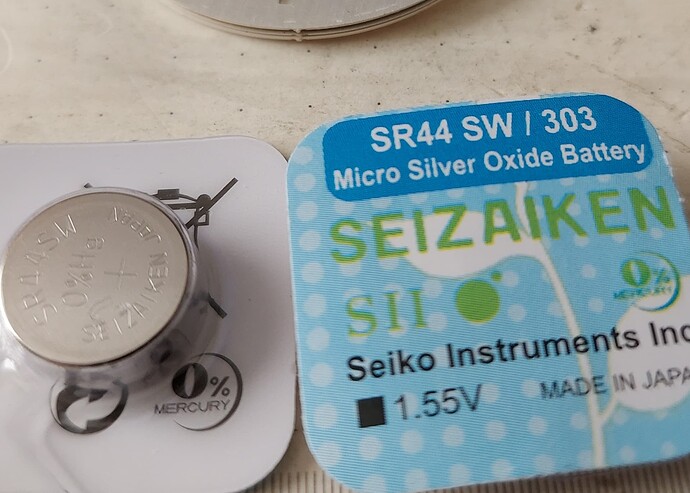 SR44SW
0%Hg
+
SEIZAIKEN
0%
MERCURY
SR44 SW / 303
Micro Silver Oxide Battery
SEIZAIKEN
SII
0%
MERCURY
Seiko Instruments Inc
1.55V
MADE IN JAPA